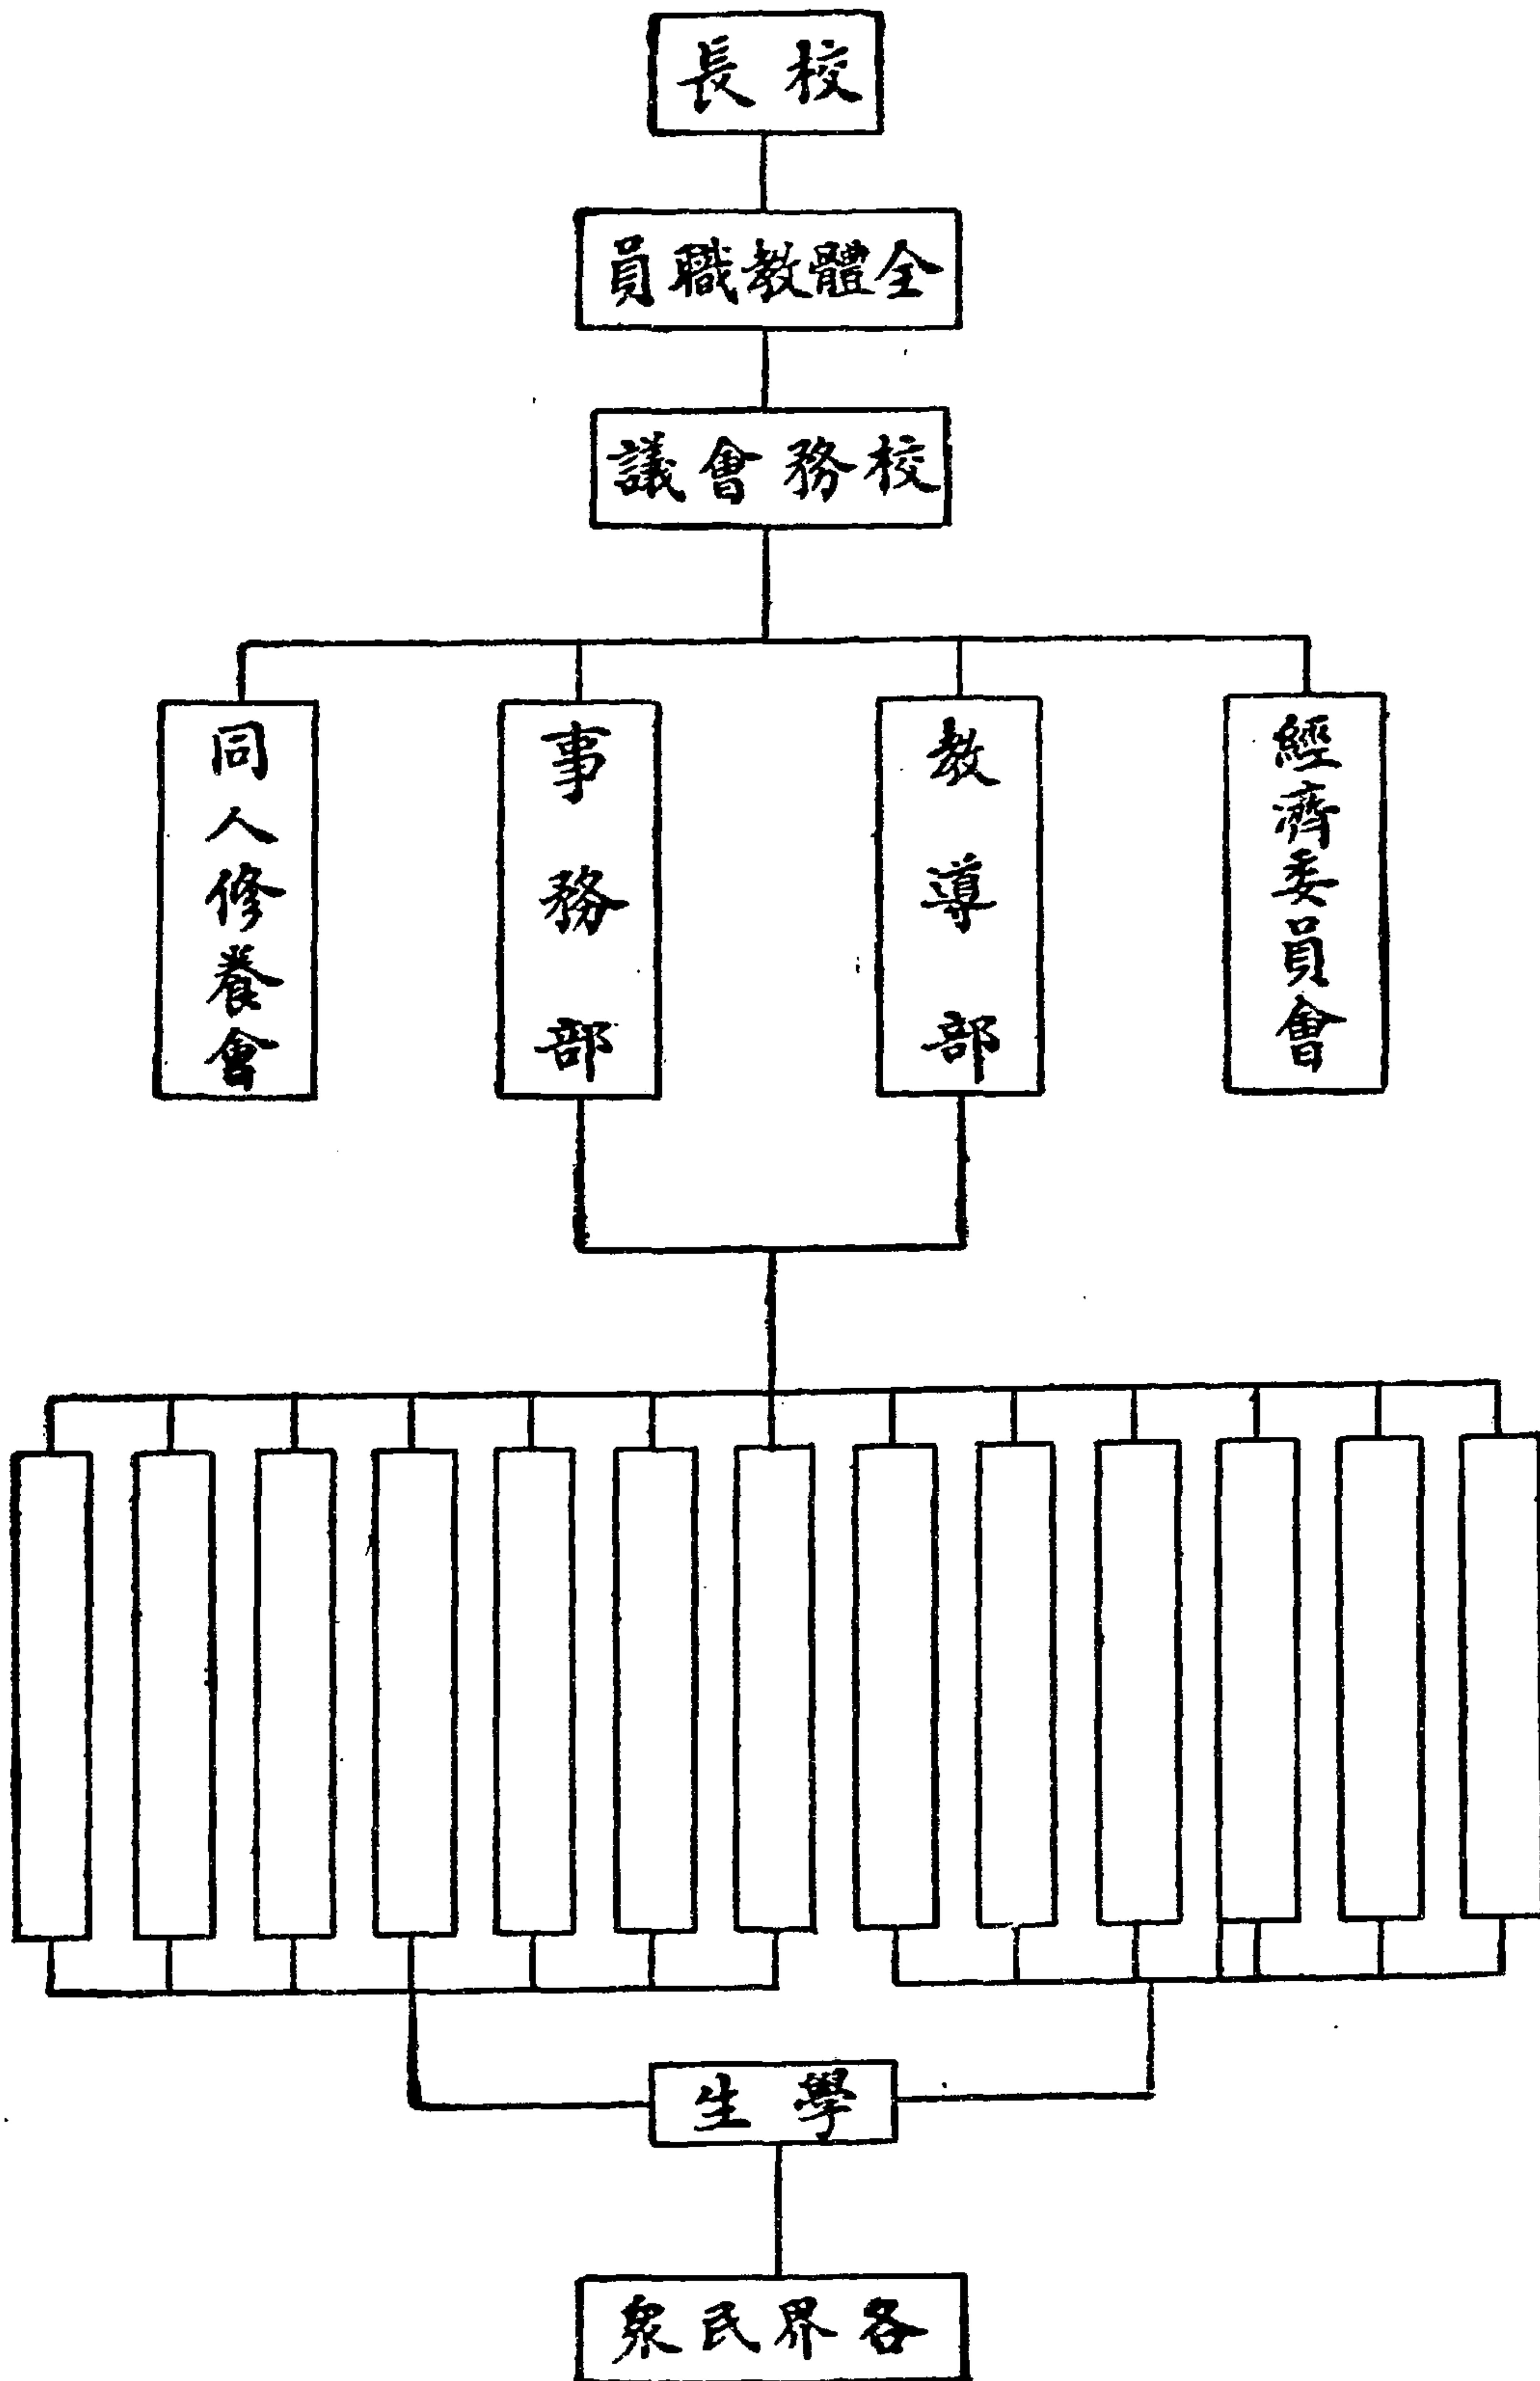 校長
全體教職員
校務會議
經濟委員會
教導部
事務部
同人修養會
學生
各界民眾